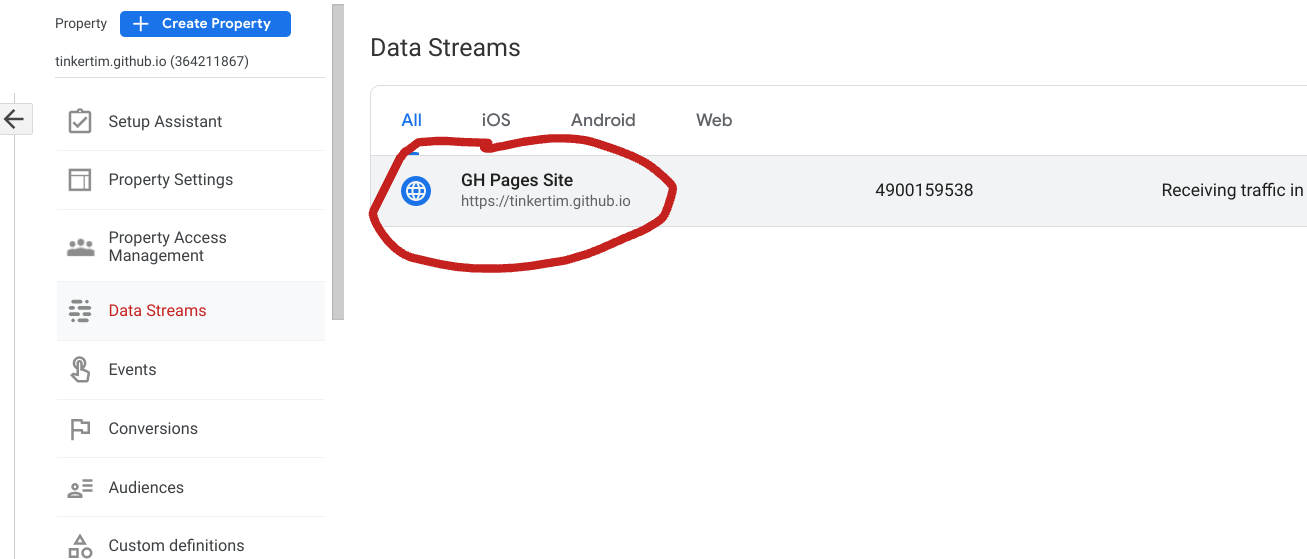 Property
Create Property
tinkertim.github.io (364211867)
Setup Assistant
Property Settings
Property Access
Management
Data Streams
Events
Conversions
Audiences
Custom definitions
Data Streams
All iOS Android Web
GH Pages Site
https://tinkertim.github.io
4900159538
Receiving traffic in